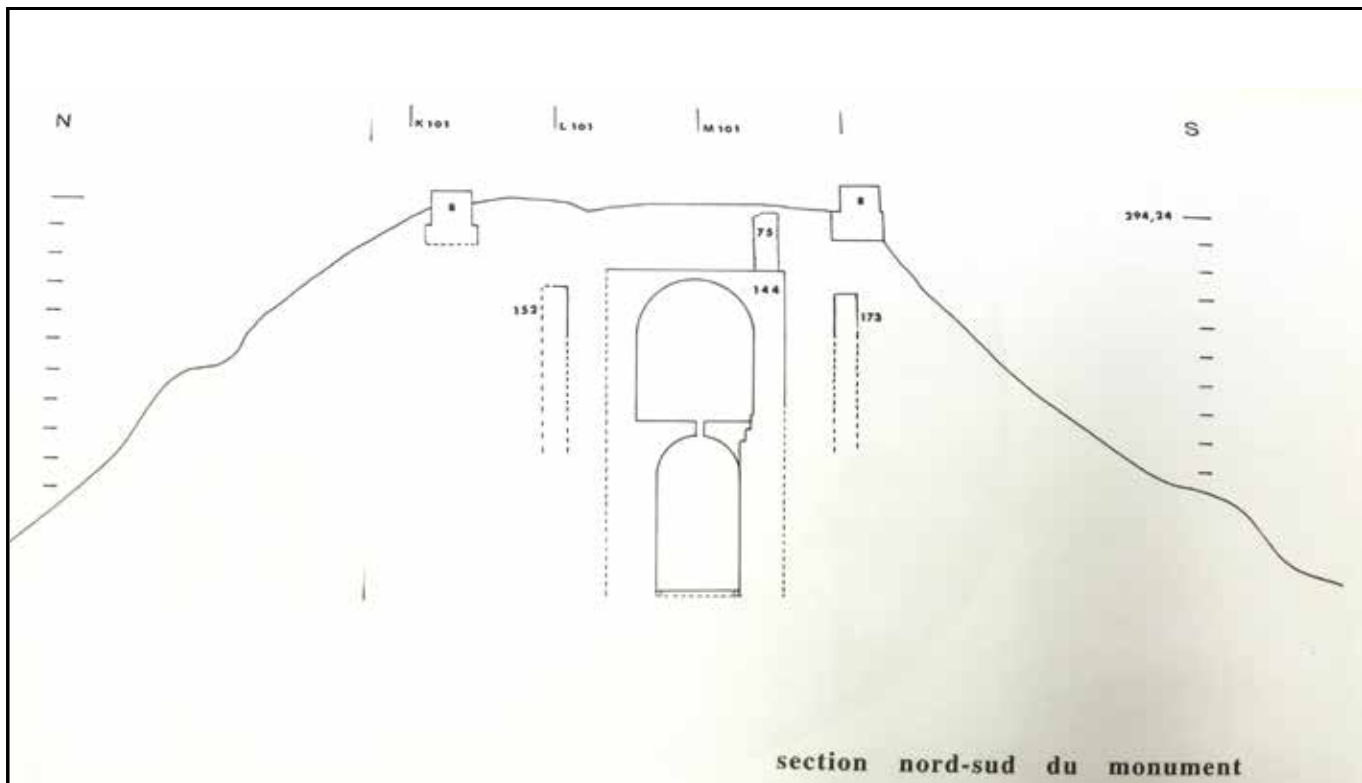 N
K 101
L 101
M 101
S
8
8
294,24
75
144
152
173
section nord-sud du monument